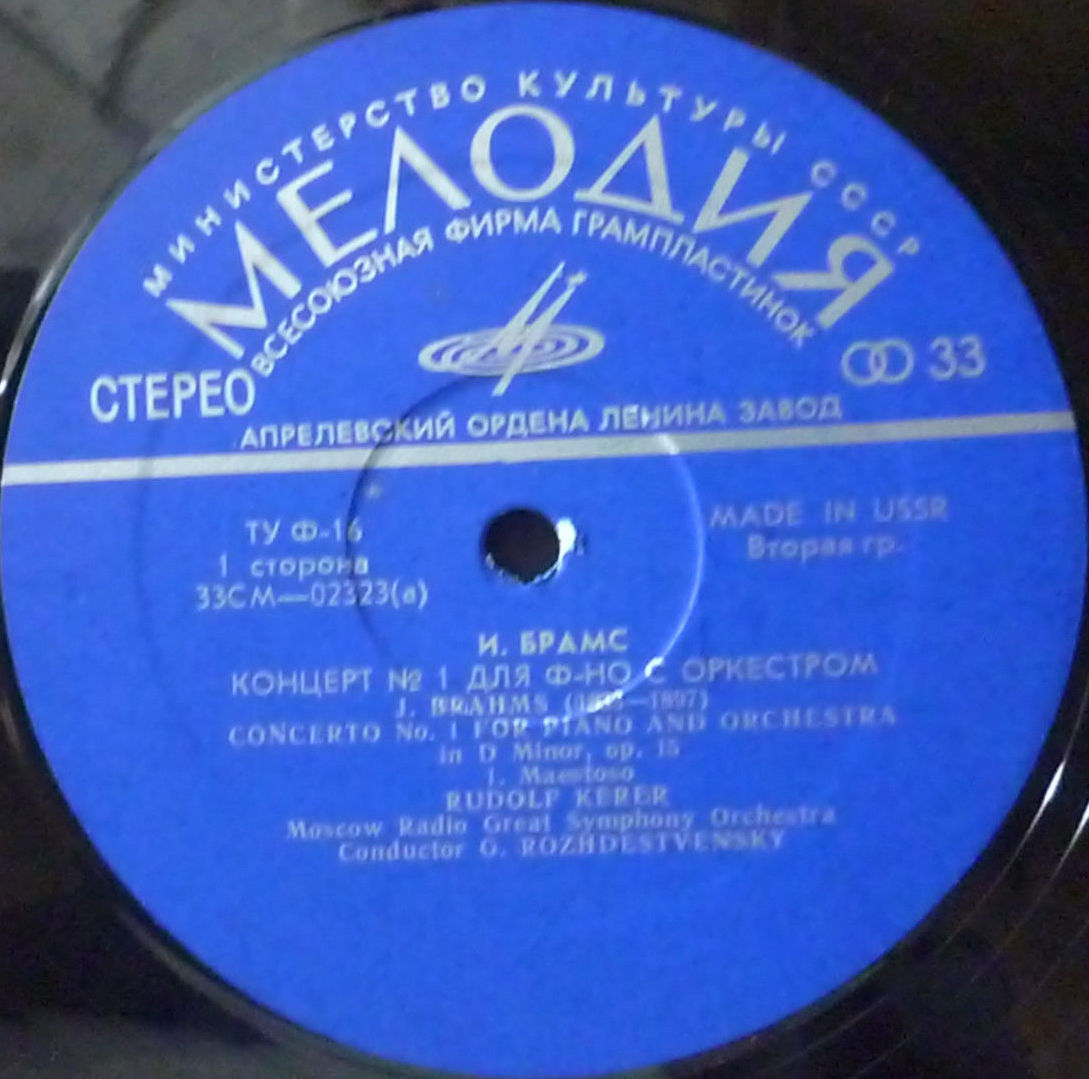 МИНИСТЕРСТВО КУЛЬТУРЫ СССР
МЕЛОДИЯ
ВСЕСОЮЗНАЯ ФИРМА ГРАМПЛАСТИНОК
СТЕРЕО
33
АПРЕЛЕВСКИЙ ОРДЕНА ЛЕНИНА ЗАВОД
ТУ Ф-16
1 сторона
33СМ—02323(а)
MADE IN USSR
Вторая гр.
И. БРАМС
КОНЦЕРТ № 1 ДЛЯ Ф-НО С ОРКЕСТРОМ
J. BRAHMS —1897)
CONCERTO No. 1 FOR PIANO AND ORCHESTRA
in D Minor, op. 15
I. Maestoso
RUDOLF KERER
Moscow Radio Great Symphony Orchestra
Conductor G. ROZHDESTVENSKY